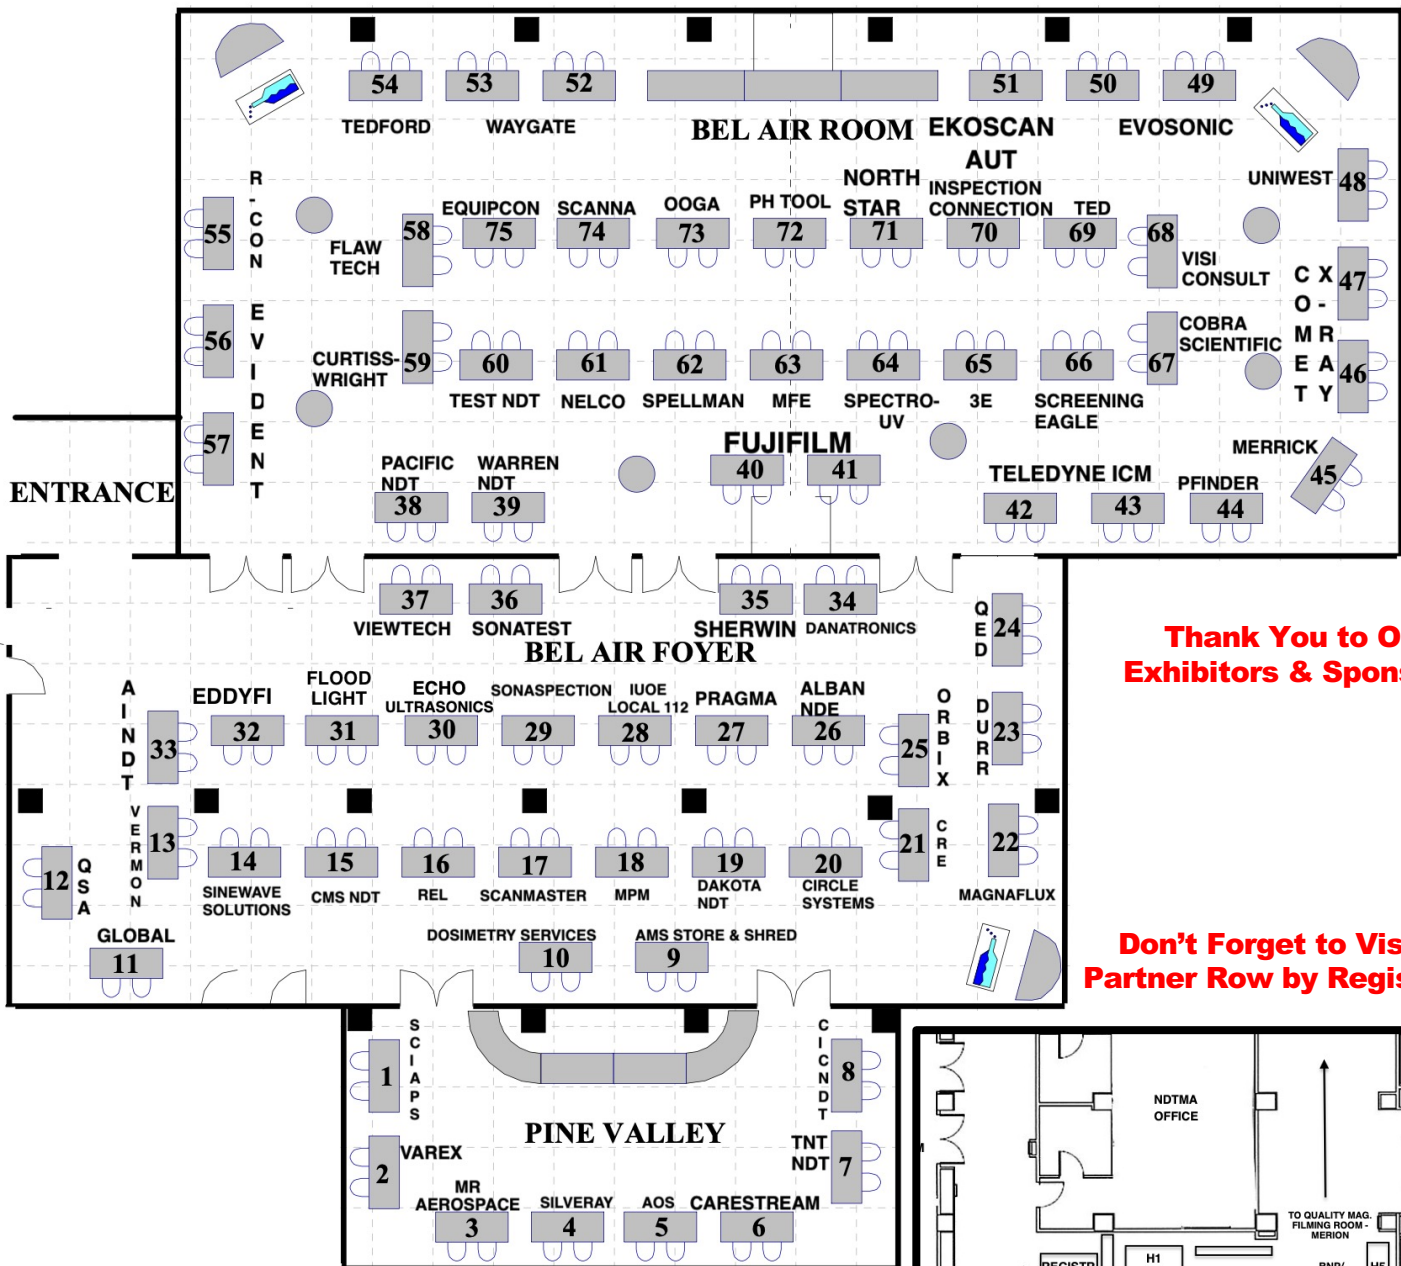 54
53
52
51
50
49
TEDFORD
WAYGATE
BEL AIR ROOM
EKOSCAN
AUT
EVOSONIC
R-CON
55
FLAW
TECH
58
EQUIPCON
75
SCANNA
74
OOGA
73
PH TOOL
72
NORTH
STAR
71
INSPECTION
CONNECTION
70
TED
69
68
VISI
CONSULT
UNIWEST
48
COMET
X-RAY
47
46
EVIDENT
56
57
CURTISS-
WRIGHT
59
60
61
62
63
64
65
66
67
COBRA
SCIENTIFIC
TEST NDT
NELCO
SPELLMAN
MFE
SPECTRO-
UV
3E
SCREENING
EAGLE
FUJIFILM
40
41
MERRICK
45
ENTRANCE
PACIFIC
NDT
38
WARREN
NDT
39
TELEDYNE ICM
42
43
PFINDER
44
37
36
35
34
VIEWTECH
SONATEST
SHERWIN
DANATRONICS
QED
24
BEL AIR FOYER
Thank You to O
Exhibitors & Spons
AINDT
33
EDDYFI
32
FLOOD
LIGHT
31
ECHO
ULTRASONICS
30
SONASPECTION
29
IUOE
LOCAL 112
28
PRAGMA
27
ALBAN
NDE
26
25
ORBIX
DURR
23
12
QSA
VERMON
13
14
15
16
17
18
19
20
21
CRE
22
SINEWAVE
SOLUTIONS
CMS NDT
REL
SCANMASTER
MPM
DAKOTA
NDT
CIRCLE
SYSTEMS
MAGNAFLUX
GLOBAL
11
DOSIMETRY SERVICES
10
AMS STORE & SHRED
9
Don't Forget to Vis
Partner Row by Regis
SCIAPS
1
CICNDT
8
PINE VALLEY
VAREX
2
TNT
NDT
7
MR
AEROSPACE
3
SILVERAY
4
AOS
5
CARESTREAM
6
NDTMA
OFFICE
TO QUALITY MAG.
FILMING ROOM -
MERION
H1